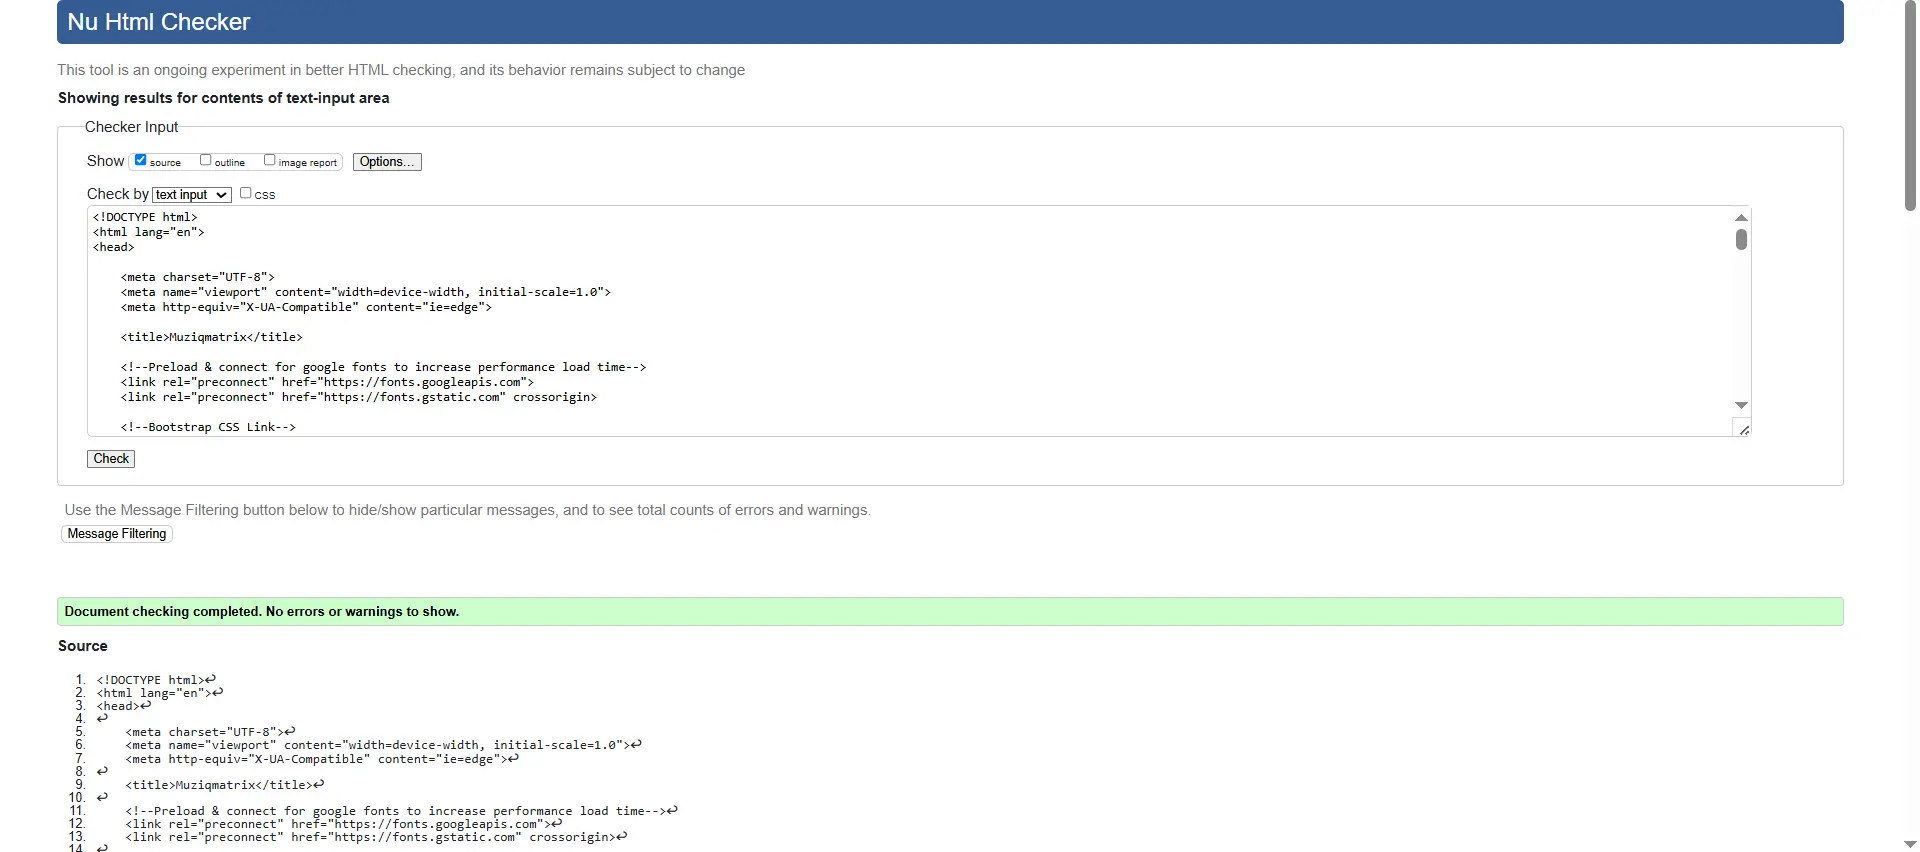 Nu Html Checker
This tool is an ongoing experiment in better HTML checking, and its behavior remains subject to change
Showing results for contents of text-input area
Checker Input
Show source outline image report Options...
Check by text input css
<!DOCTYPE html>
<html lang="en">
<head>
<meta charset="UTF-8">
<meta name="viewport" content="width=device-width, initial-scale=1.0">
<meta http-equiv="X-UA-Compatible" content="ie=edge">
<title>Muziqmatrix</title>
<!--Preload & connect for google fonts to increase performance load time-->
<link rel="preconnect" href="https://fonts.googleapis.com">
<link rel="preconnect" href="https://fonts.gstatic.com" crossorigin>
<!--Bootstrap CSS Link-->
Check
Use the Message Filtering button below to hide/show particular messages, and to see total counts of errors and warnings.
Message Filtering
Document checking completed. No errors or warnings to show.
Source
1. <!DOCTYPE html>↩
2. <html lang="en">↩
3. <head>↩
4. ↩
5. <meta charset="UTF-8">↩
6. <meta name="viewport" content="width=device-width, initial-scale=1.0">↩
7. <meta http-equiv="X-UA-Compatible" content="ie=edge">↩
8. ↩
9. <title>Muziqmatrix</title>↩
10. ↩
11. <!--Preload & connect for google fonts to increase performance load time-->↩
12. <link rel="preconnect" href="https://fonts.googleapis.com">↩
13. <link rel="preconnect" href="https://fonts.gstatic.com" crossorigin>↩
14. ↩